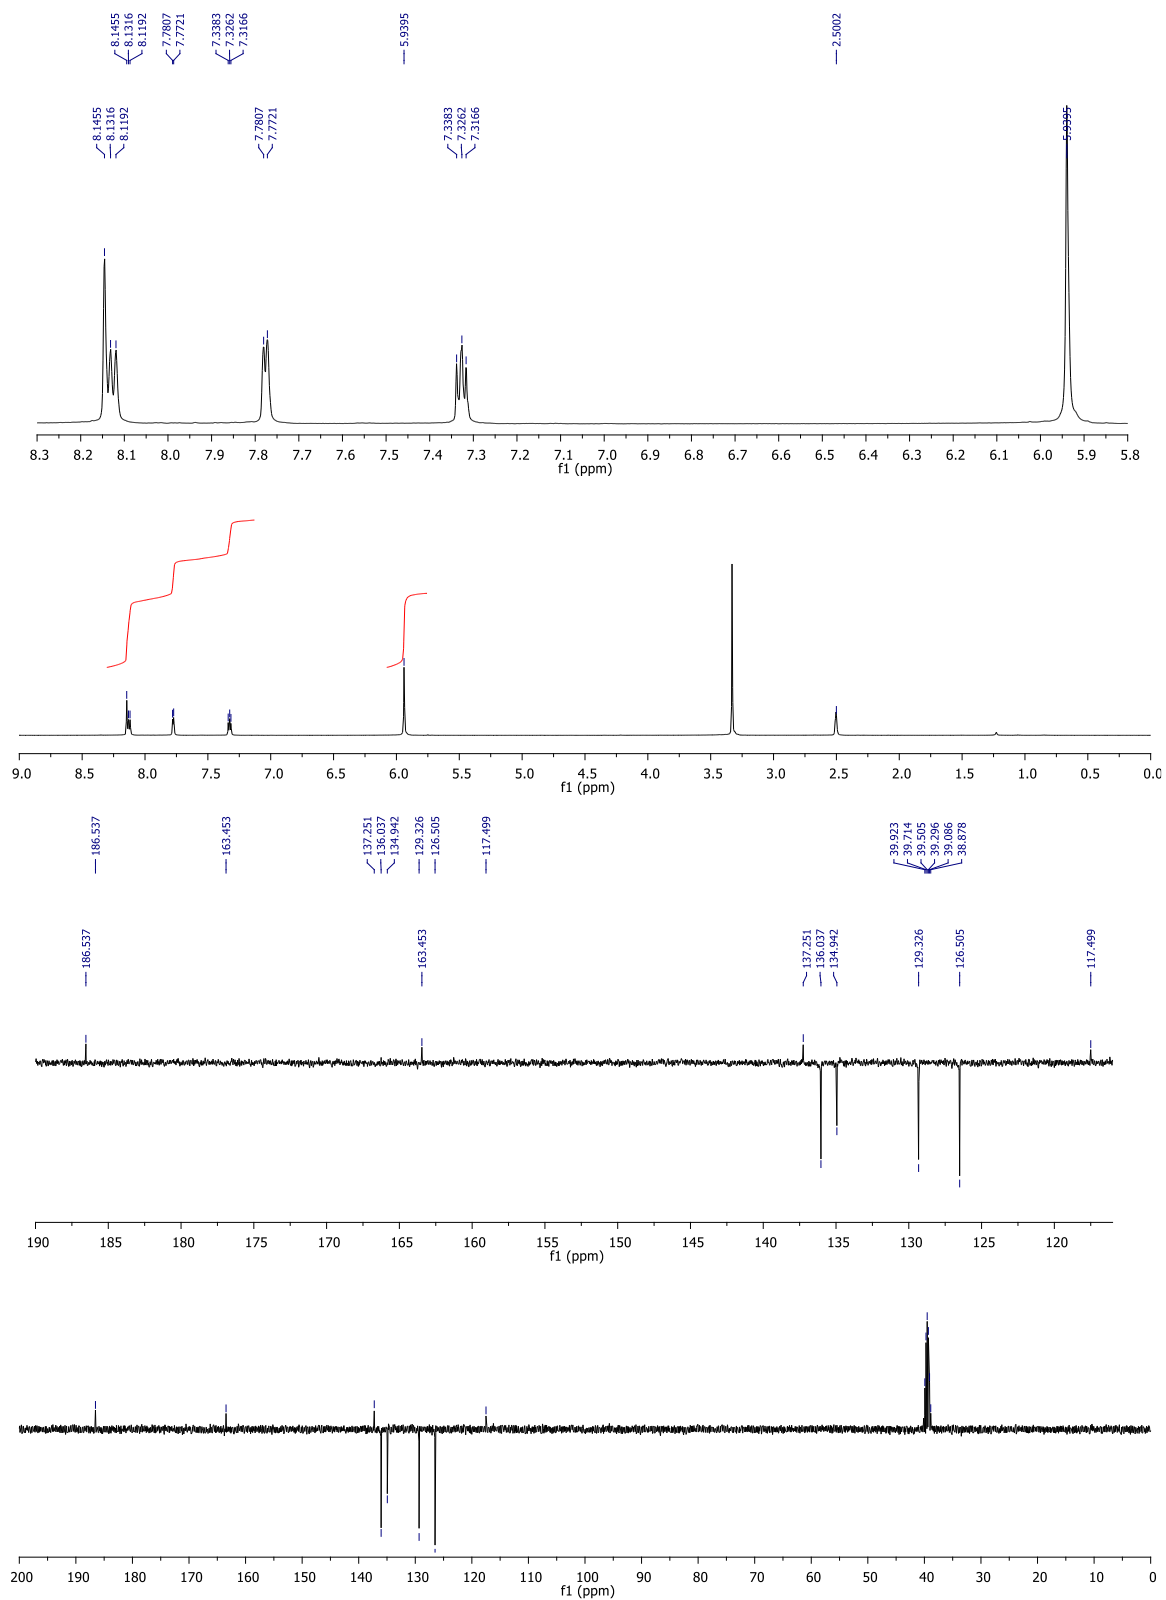 8.1455 8.1316 8.1192 7.7807 7.7721 7.3383 7.3262 7.3166 5.9395 2.5002
8.1455 8.1316 8.1192 7.7807 7.7721 7.3383 7.3262 7.3166 5.9395
8.3 8.2 8.1 8.0 7.9 7.8 7.7 7.6 7.5 7.4 7.3 7.2 7.1 7.0 6.9 6.8 6.7 6.6 6.5 6.4 6.3 6.2 6.1 6.0 5.9 5.8
f1 (ppm)
9.0 8.5 8.0 7.5 7.0 6.5 6.0 5.5 5.0 4.5 4.0 3.5 3.0 2.5 2.0 1.5 1.0 0.5 0.0
f1 (ppm)
186.537 163.453 137.251 136.037 134.942 129.326 126.505 117.499 39.923 39.714 39.505 39.296 39.086 38.878
186.537 163.453 137.251 136.037 134.942 129.326 126.505 117.499
190 185 180 175 170 165 160 155 150 145 140 135 130 125 120
f1 (ppm)
200 190 180 170 160 150 140 130 120 110 100 90 80 70 60 50 40 30 20 10 0
f1 (ppm)